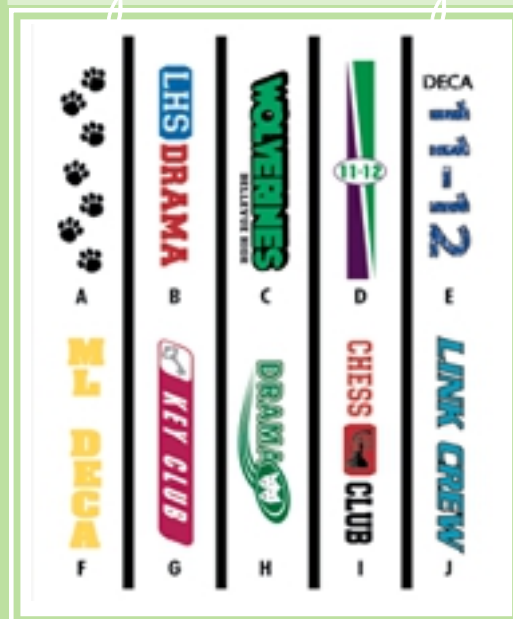 LHS DRAMA
WOLVERINES
BELLEVUE HIGH
11-12
DECA
11-12
A
B
C
D
E
ML DECA
KEY CLUB
DRAMA
CHESS CLUB
LINK CREW
F
G
H
I
J